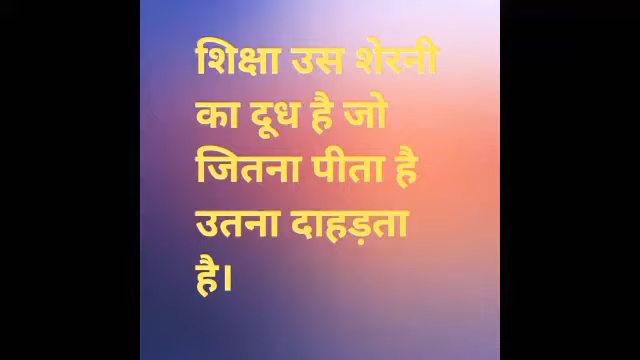 शिक्षा उस शेरनी
का दूध है जो
जितना पीता है
उतना दाहड़ता
है।